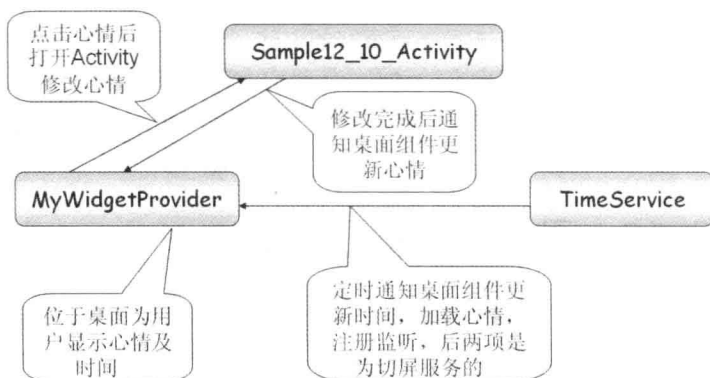 点击心情后
打开Activity
修改心情
Sample12_10_Activity
修改完成后通
知桌面组件更
新心情
MyWidgetProvider
TimeService
位于桌面为用
户显示心情及
时间
定时通知桌面组件更
新时间，加载心情，
注册监听，后两项是
为切屏服务的